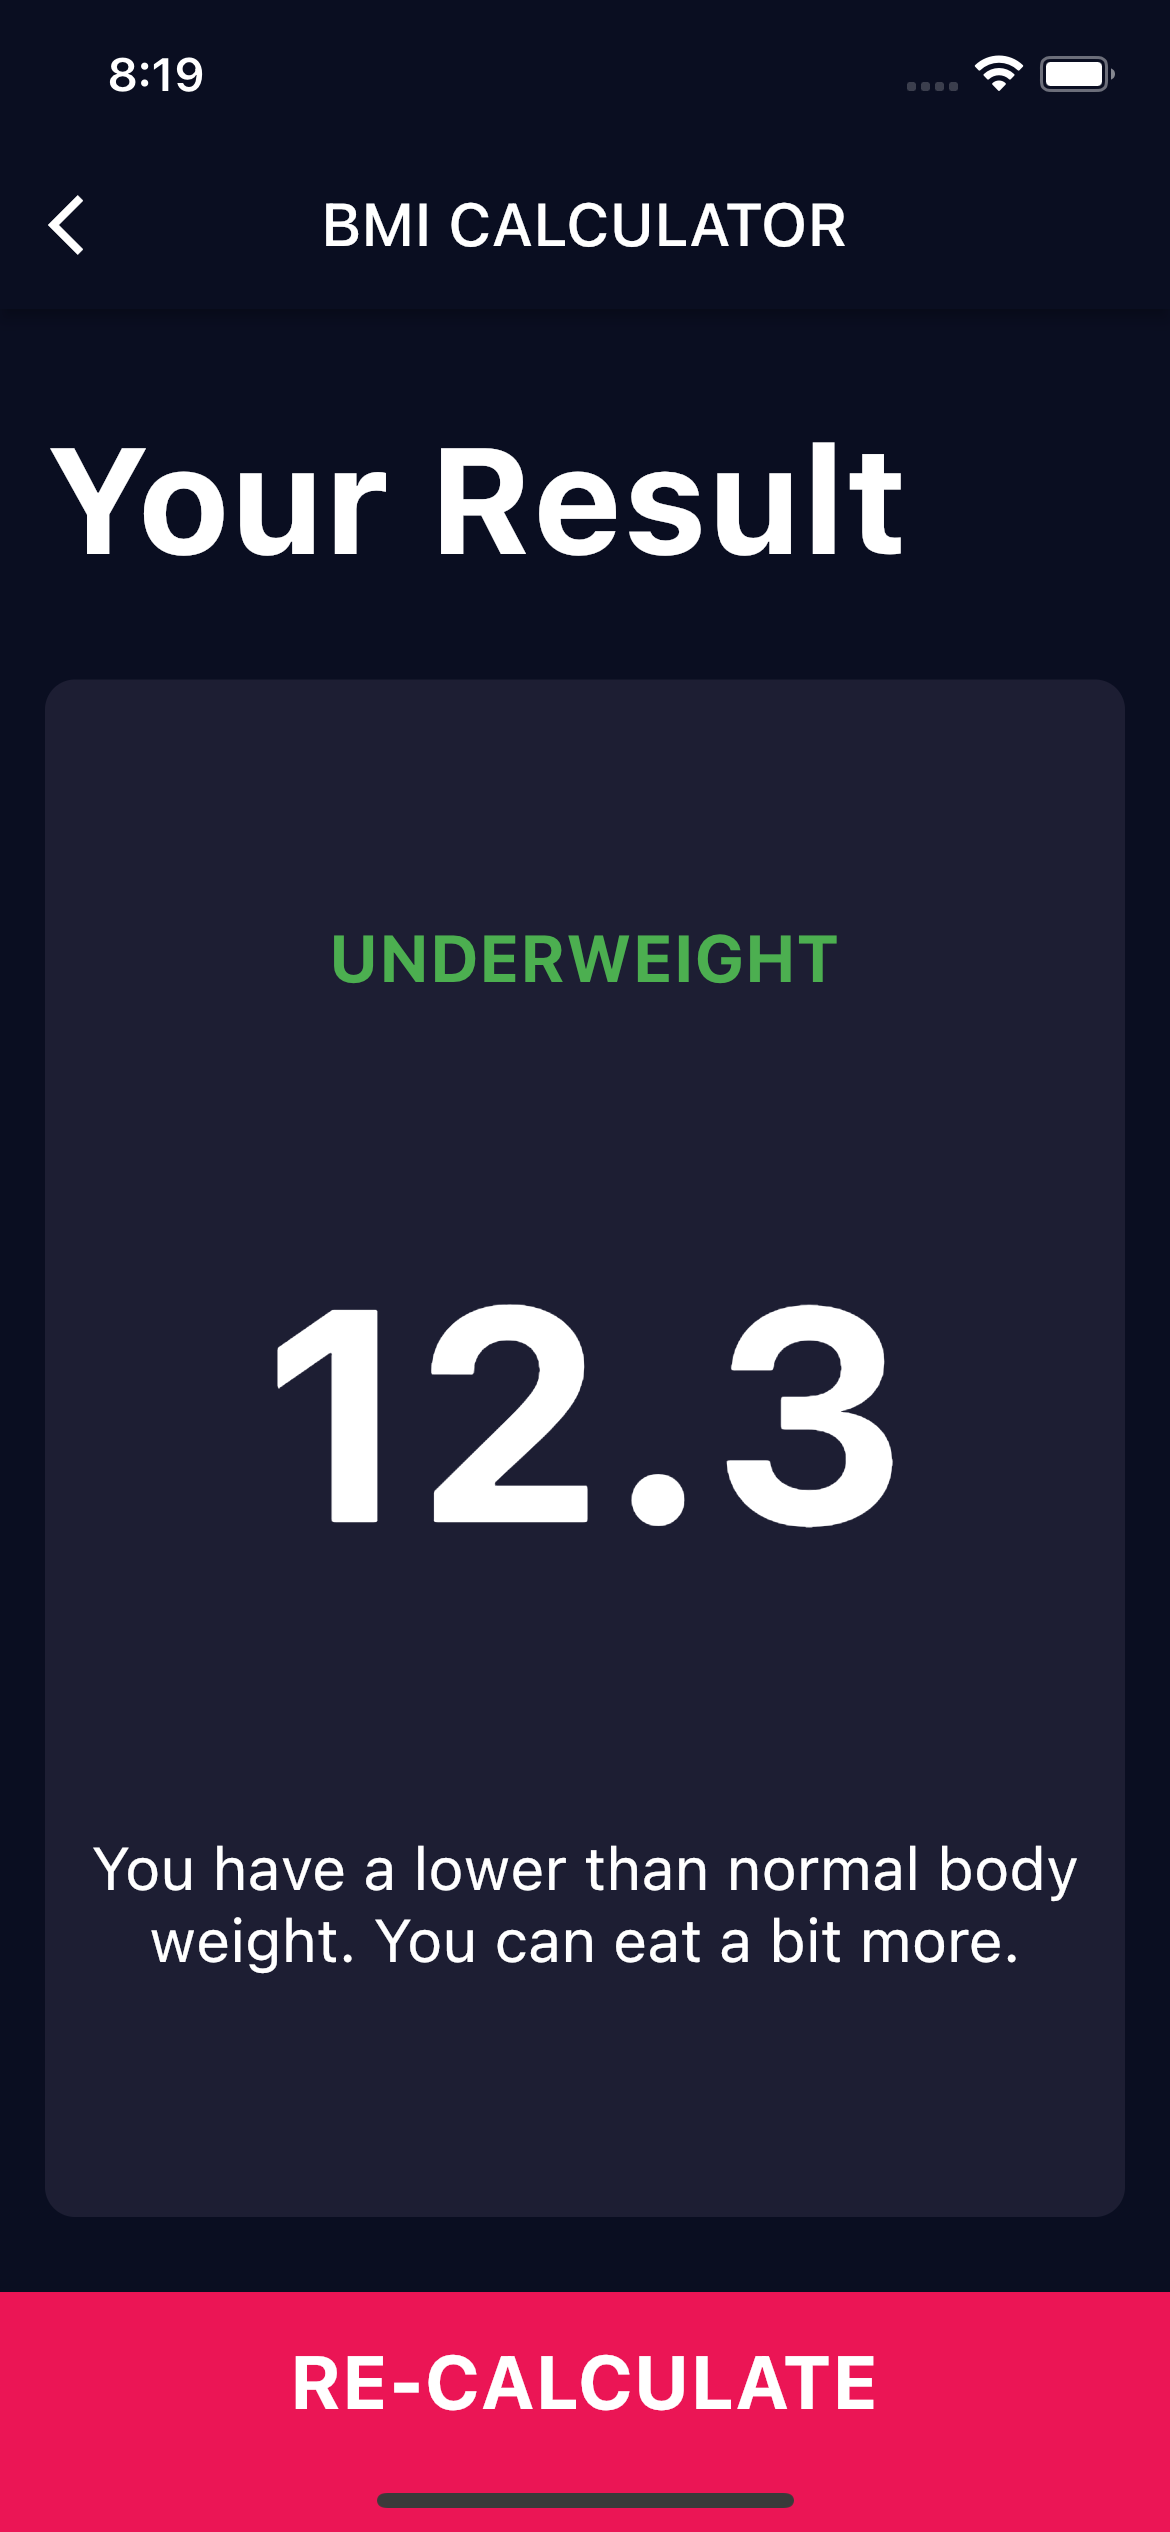 8:19
BMI CALCULATOR
Your Result
UNDERWEIGHT
12.3
You have a lower than normal body
weight. You can eat a bit more.
RE-CALCULATE